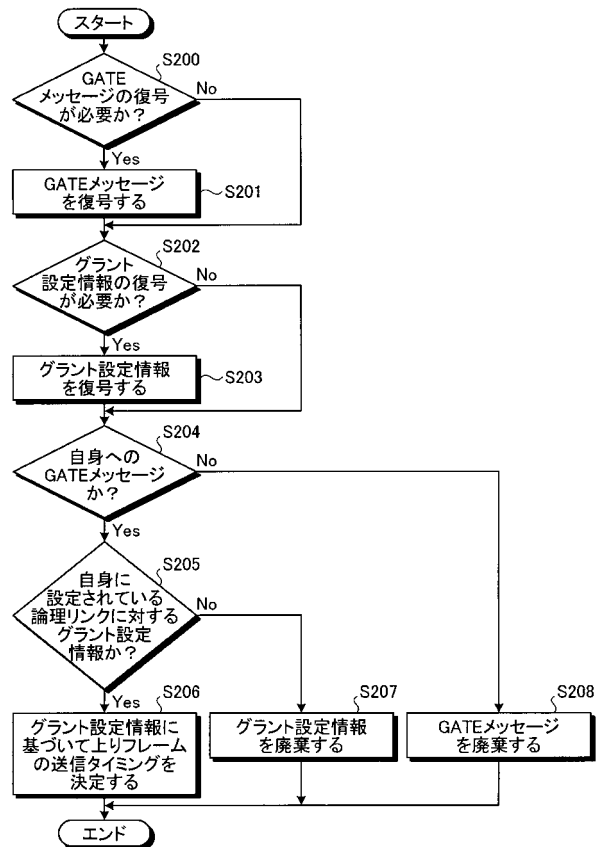 スタート
S200
GATE
メッセージの復号
が必要か?
No
Yes
GATEメッセージ
を復号する
S201
S202
グラント
設定情報の復号
が必要か?
No
Yes
グラント設定情報
を復号する
S203
S204
自身への
GATEメッセージ
か?
No
Yes
S205
自身に
設定されている
論理リンクに対する
グラント設定
情報か?
No
Yes
S206
グラント設定情報に
基づいて上りフレーム
の送信タイミングを
決定する
S207
グラント設定情報
を廃棄する
S208
GATEメッセージ
を廃棄する
エンド